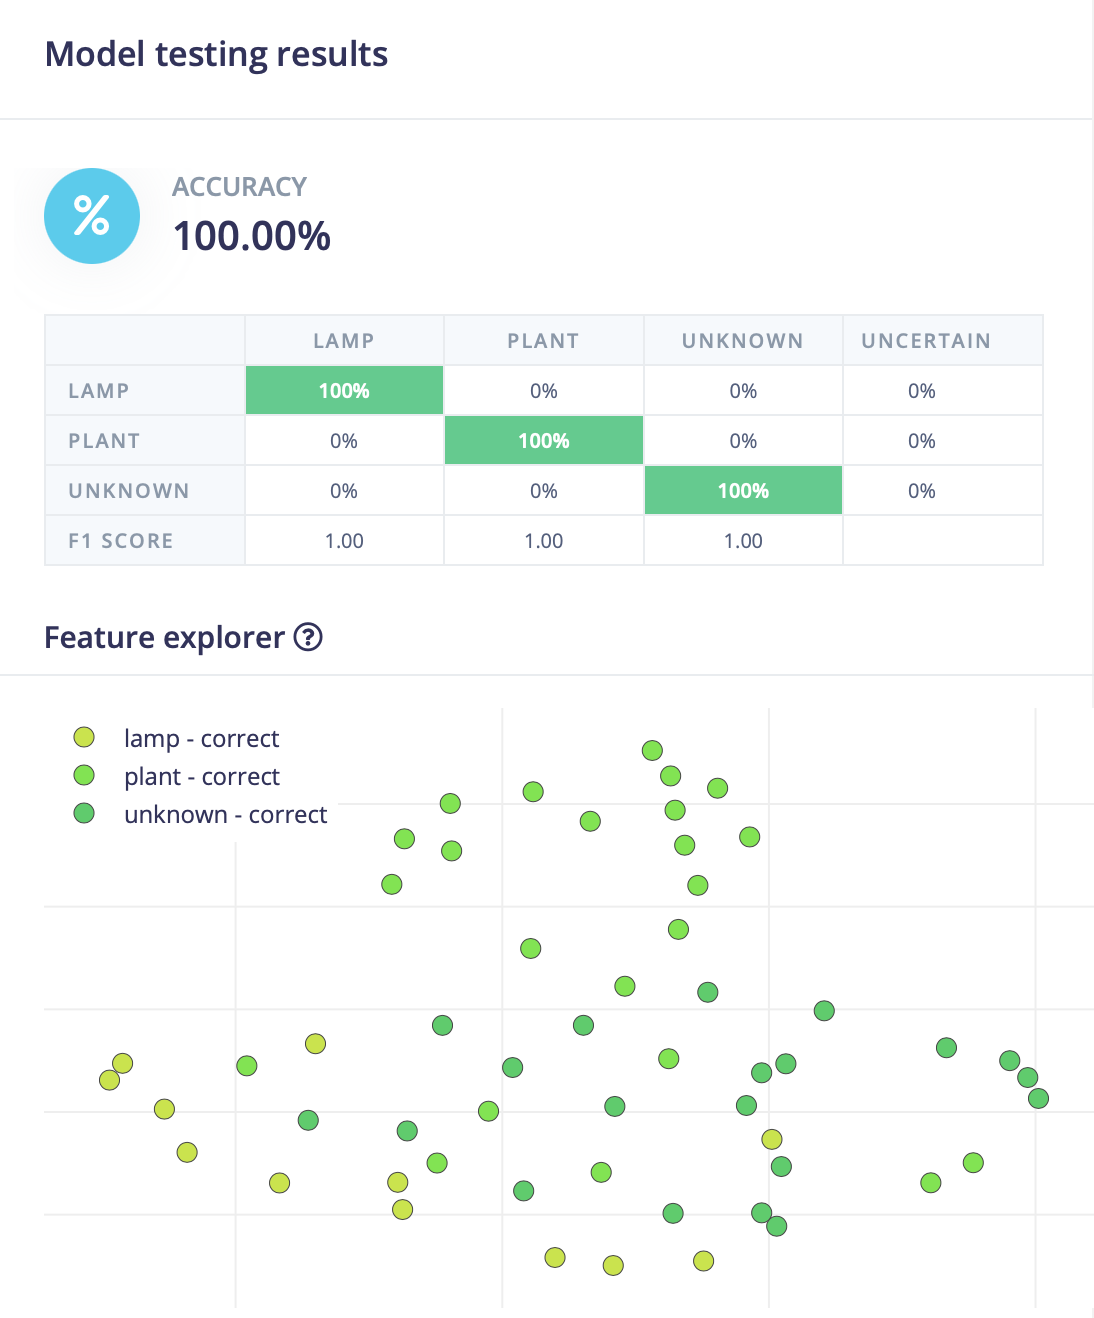 Model testing results
%
ACCURACY
100.00%
LAMP PLANT UNKNOWN UNCERTAIN
LAMP 100% 0% 0% 0%
PLANT 0% 100% 0% 0%
UNKNOWN 0% 0% 100% 0%
F1 SCORE 1.00 1.00 1.00
Feature explorer ?
lamp - correct
plant - correct
unknown - correct